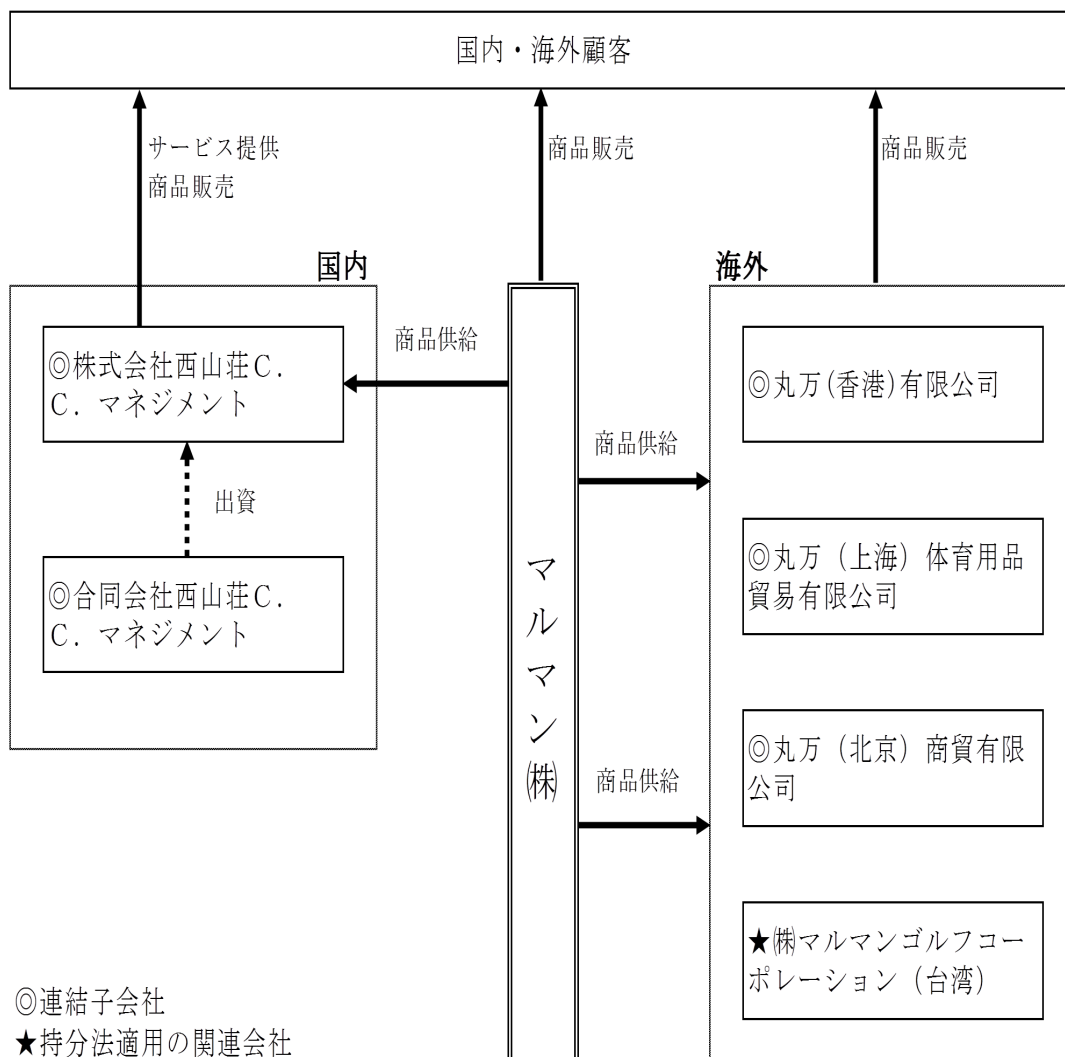 国内・海外顧客
サービス提供
商品販売
商品販売
商品販売
国内
海外
◎株式会社西山荘C.
C. マネジメント
商品供給
出資
◎合同会社西山荘C.
C. マネジメント
マルマン㈱
商品供給
商品供給
◎丸万(香港)有限公司
◎丸万（上海）体育用品
貿易有限公司
◎丸万（北京）商貿有限
公司
★㈱マルマンゴルフコー
ポレーション（台湾）
◎連結子会社
★持分法適用の関連会社